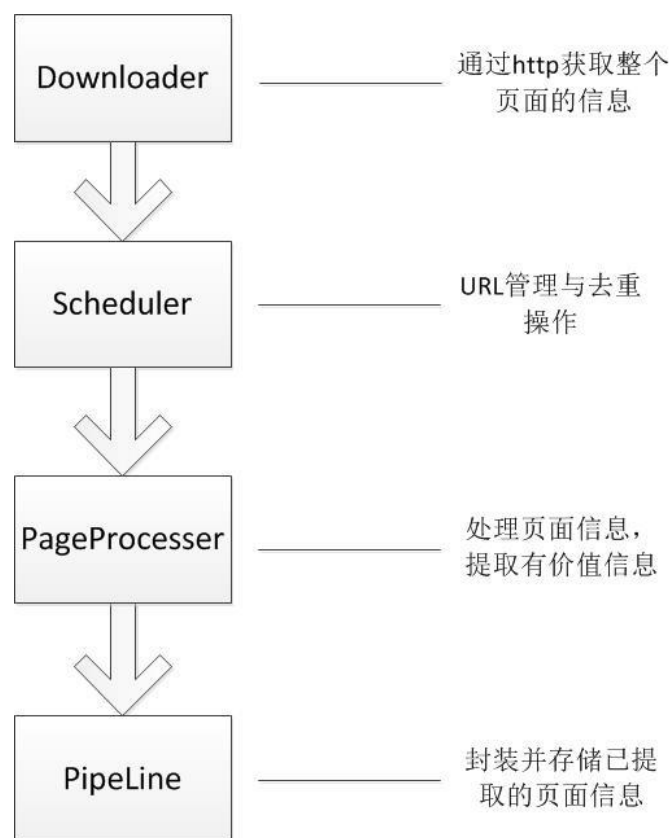 Downloader
通过http获取整个
页面的信息
Scheduler
URL管理与去重
操作
PageProcesser
处理页面信息，
提取有价值信息
PipeLine
封装并存储已提
取的页面信息